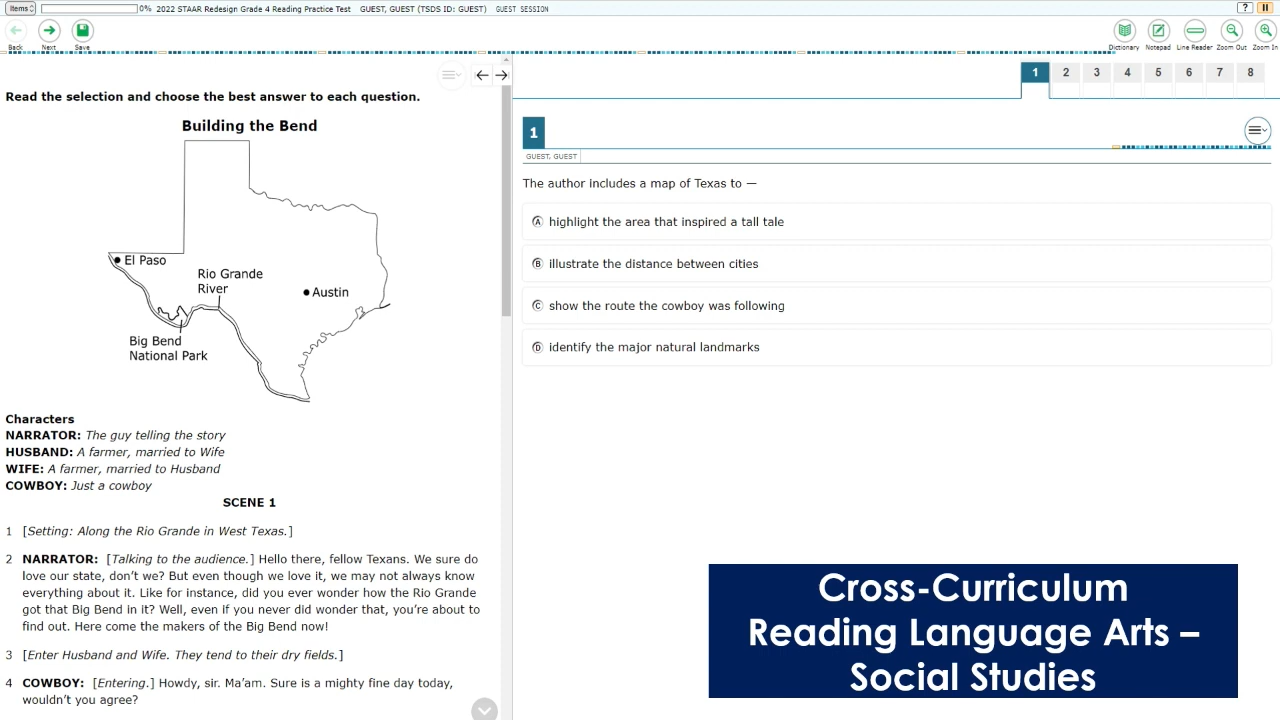 Items
0%
2022 STAAR Redesign Grade 4 Reading Practice Test
GUEST, GUEST (TSDS ID: GUEST)
GUEST SESSION
?
Back
Next
Save
Dictionary
Notepad
Line Reader
Zoom Out
Zoom In
Read the selection and choose the best answer to each question.
Building the Bend
El Paso
Rio Grande
River
Austin
Big Bend
National Park
Characters
NARRATOR: The guy telling the story
HUSBAND: A farmer, married to Wife
WIFE: A farmer, married to Husband
COWBOY: Just a cowboy
SCENE 1
1 [Setting: Along the Rio Grande in West Texas.]
2 NARRATOR: [Talking to the audience.] Hello there, fellow Texans. We sure do
love our state, don’t we? But even though we love it, we may not always know
everything about it. Like for instance, did you ever wonder how the Rio Grande
got that Big Bend in it? Well, even if you never did wonder that, you’re about to
find out. Here come the makers of the Big Bend now!
3 [Enter Husband and Wife. They tend to their dry fields.]
4 COWBOY: [Entering.] Howdy, sir. Ma’am. Sure is a mighty fine day today,
wouldn’t you agree?
1 2 3 4 5 6 7 8
1
GUEST, GUEST
The author includes a map of Texas to —
A highlight the area that inspired a tall tale
B illustrate the distance between cities
C show the route the cowboy was following
D identify the major natural landmarks
Cross-Curriculum
Reading Language Arts –
Social Studies